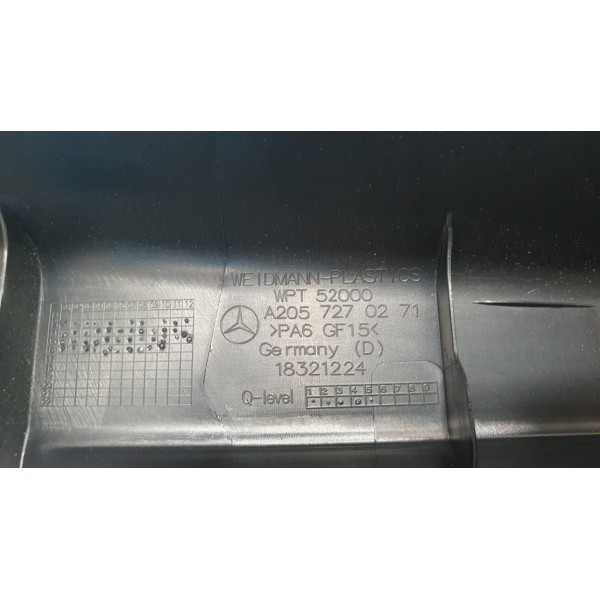 WEIDMANN-PLASTICS
WPT 52000
A205 727 02 71
>PA6 GF15<
Germany (D)
18321224
Q-level 1 2 3 4 5 6 7 8 9